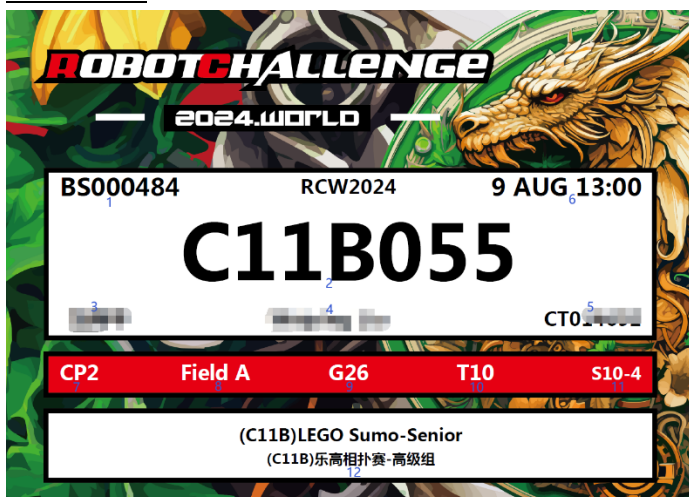 ROBOTCHALLENGE
2024.WORLD
BS000484 RCW2024 9 AUG 13:00
1 6
C11B055
2
3 4 5
CP2 Field A G26 T10 S10-4
7 8 9 10 11
(C11B)LEGO Sumo-Senior
(C11B)乐高相扑赛-高级组
12